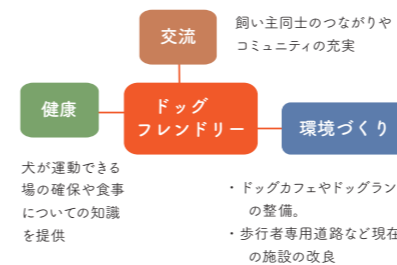 交流
飼い主同士のつながりや
コミュニティの充実
健康
ドッグ
フレンドリー
環境づくり
犬が運動できる
場の確保や食事
についての知識
を提供
・ドッグカフェやドッグラン
の整備。
・歩行者専用道路など現在
の施設の改良